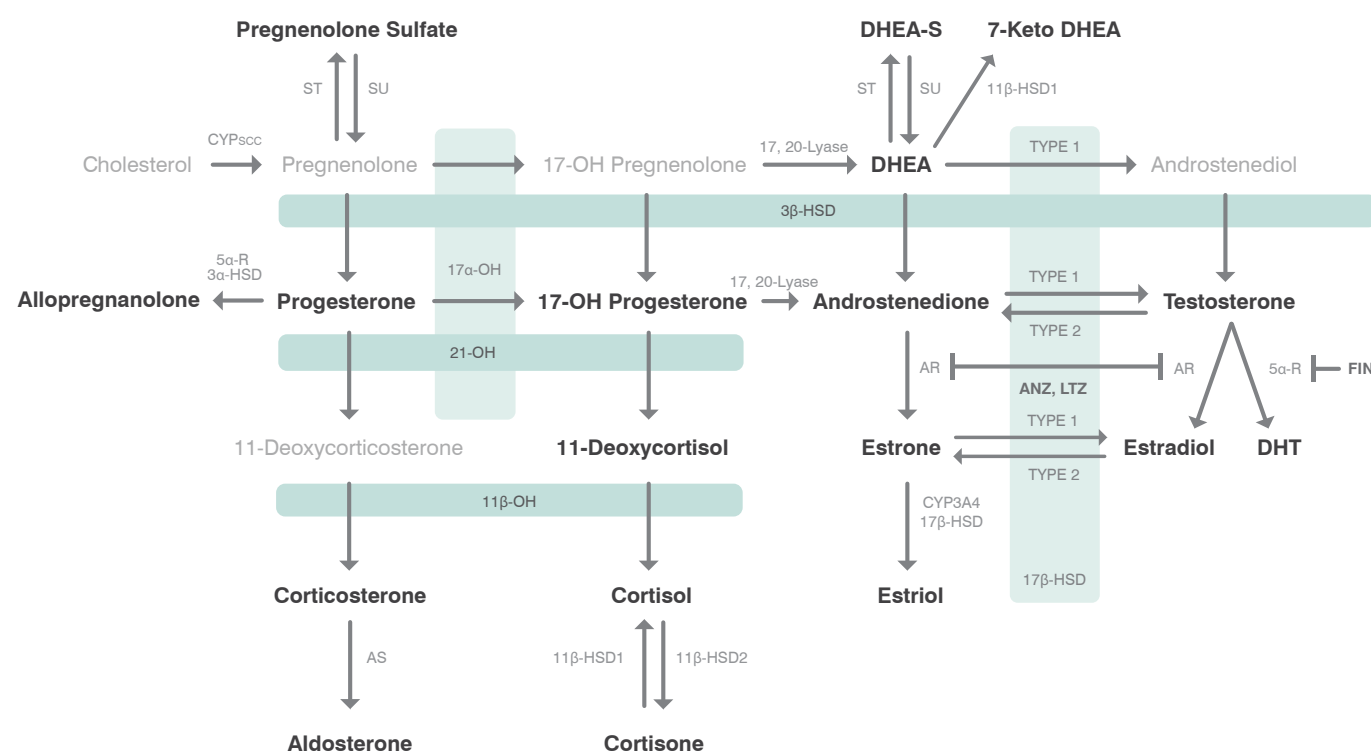 Pregnenolone Sulfate
DHEA-S
7-Keto DHEA
ST
SU
ST
SU
11β-HSD1
CYPSCC
17, 20-Lyase
TYPE 1
Cholesterol
Pregnenolone
17-OH Pregnenolone
DHEA
Androstenediol
3β-HSD
5α-R
3α-HSD
17α-OH
17, 20-Lyase
TYPE 1
Allopregnanolone
Progesterone
17-OH Progesterone
Androstenedione
Testosterone
TYPE 2
21-OH
AR
AR
5α-R
FIN
ANZ, LTZ
TYPE 1
11-Deoxycorticosterone
11-Deoxycortisol
Estrone
Estradiol
DHT
TYPE 2
11β-OH
CYP3A4
17β-HSD
17β-HSD
Corticosterone
Cortisol
Estriol
AS
11β-HSD1
11β-HSD2
Aldosterone
Cortisone